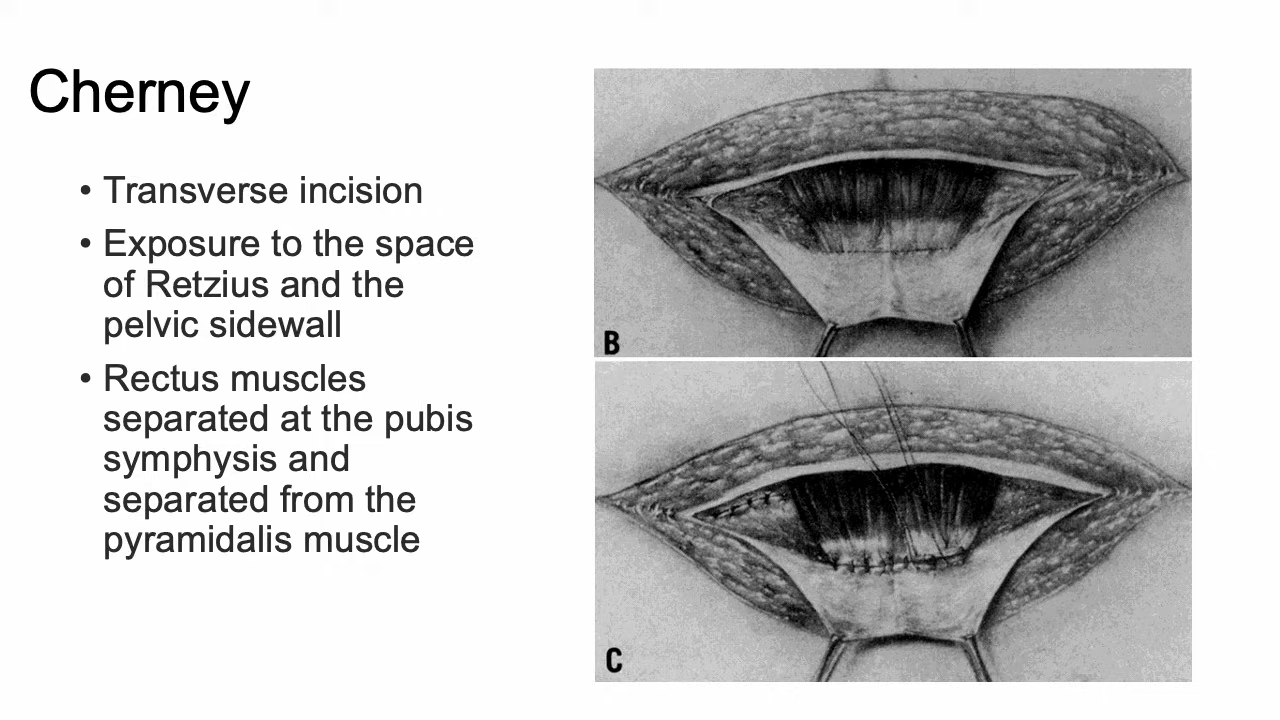 Cherney
• Transverse incision
• Exposure to the space
of Retzius and the
pelvic sidewall
• Rectus muscles
separated at the pubis
symphysis and
separated from the
pyramidalis muscle
B
C